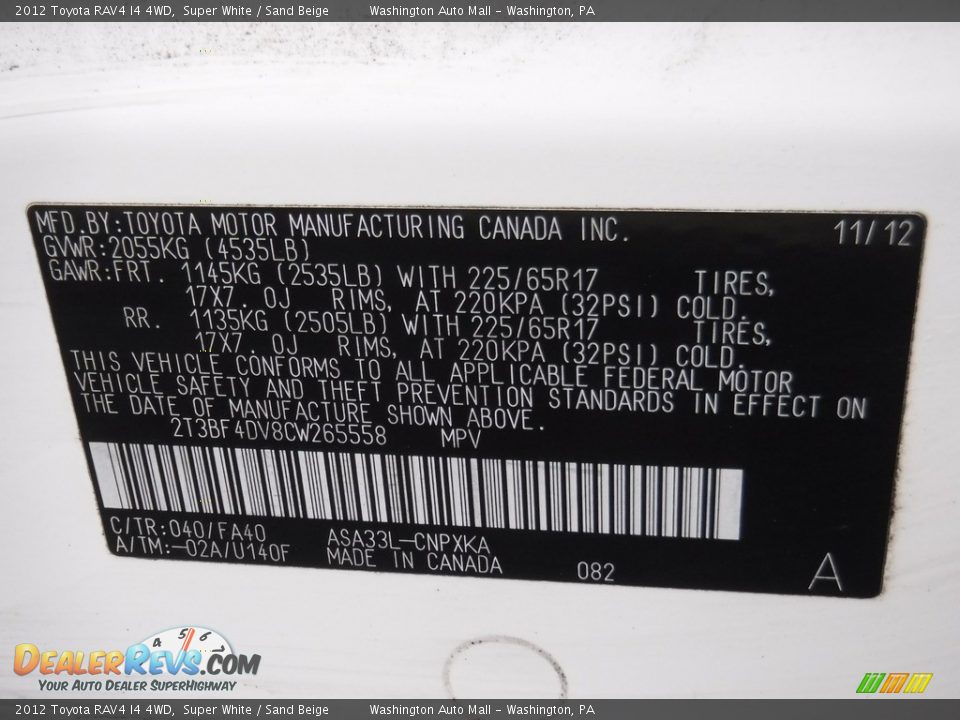 2012 Toyota RAV4 I4 4WD, Super White / Sand Beige Washington Auto Mall - Washington, PA
MFD.BY:TOYOTA MOTOR MANUFACTURING CANADA INC. 11/12
GVWR:2055KG (4535LB)
GAWR:FRT. 1145KG (2535LB) WITH 225/65R17 TIRES,
17X7.0J RIMS, AT 220KPA (32PSI) COLD.
RR. 1135KG (2505LB) WITH 225/65R17 TIRES,
17X7.0J RIMS, AT 220KPA (32PSI) COLD.
THIS VEHICLE CONFORMS TO ALL APPLICABLE FEDERAL MOTOR
VEHICLE SAFETY AND THEFT PREVENTION STANDARDS IN EFFECT ON
THE DATE OF MANUFACTURE SHOWN ABOVE.
2T3BF4DV8CW265558 MPV
C/TR:040/FA40 ASA33L-CNPXKA
A/TM:-02A/U140F MADE IN CANADA 082 A
4 5 6 7
DEALERREVS.COM
YOUR AUTO DEALER SUPERHIGHWAY
2012 Toyota RAV4 I4 4WD, Super White / Sand Beige Washington Auto Mall - Washington, PA